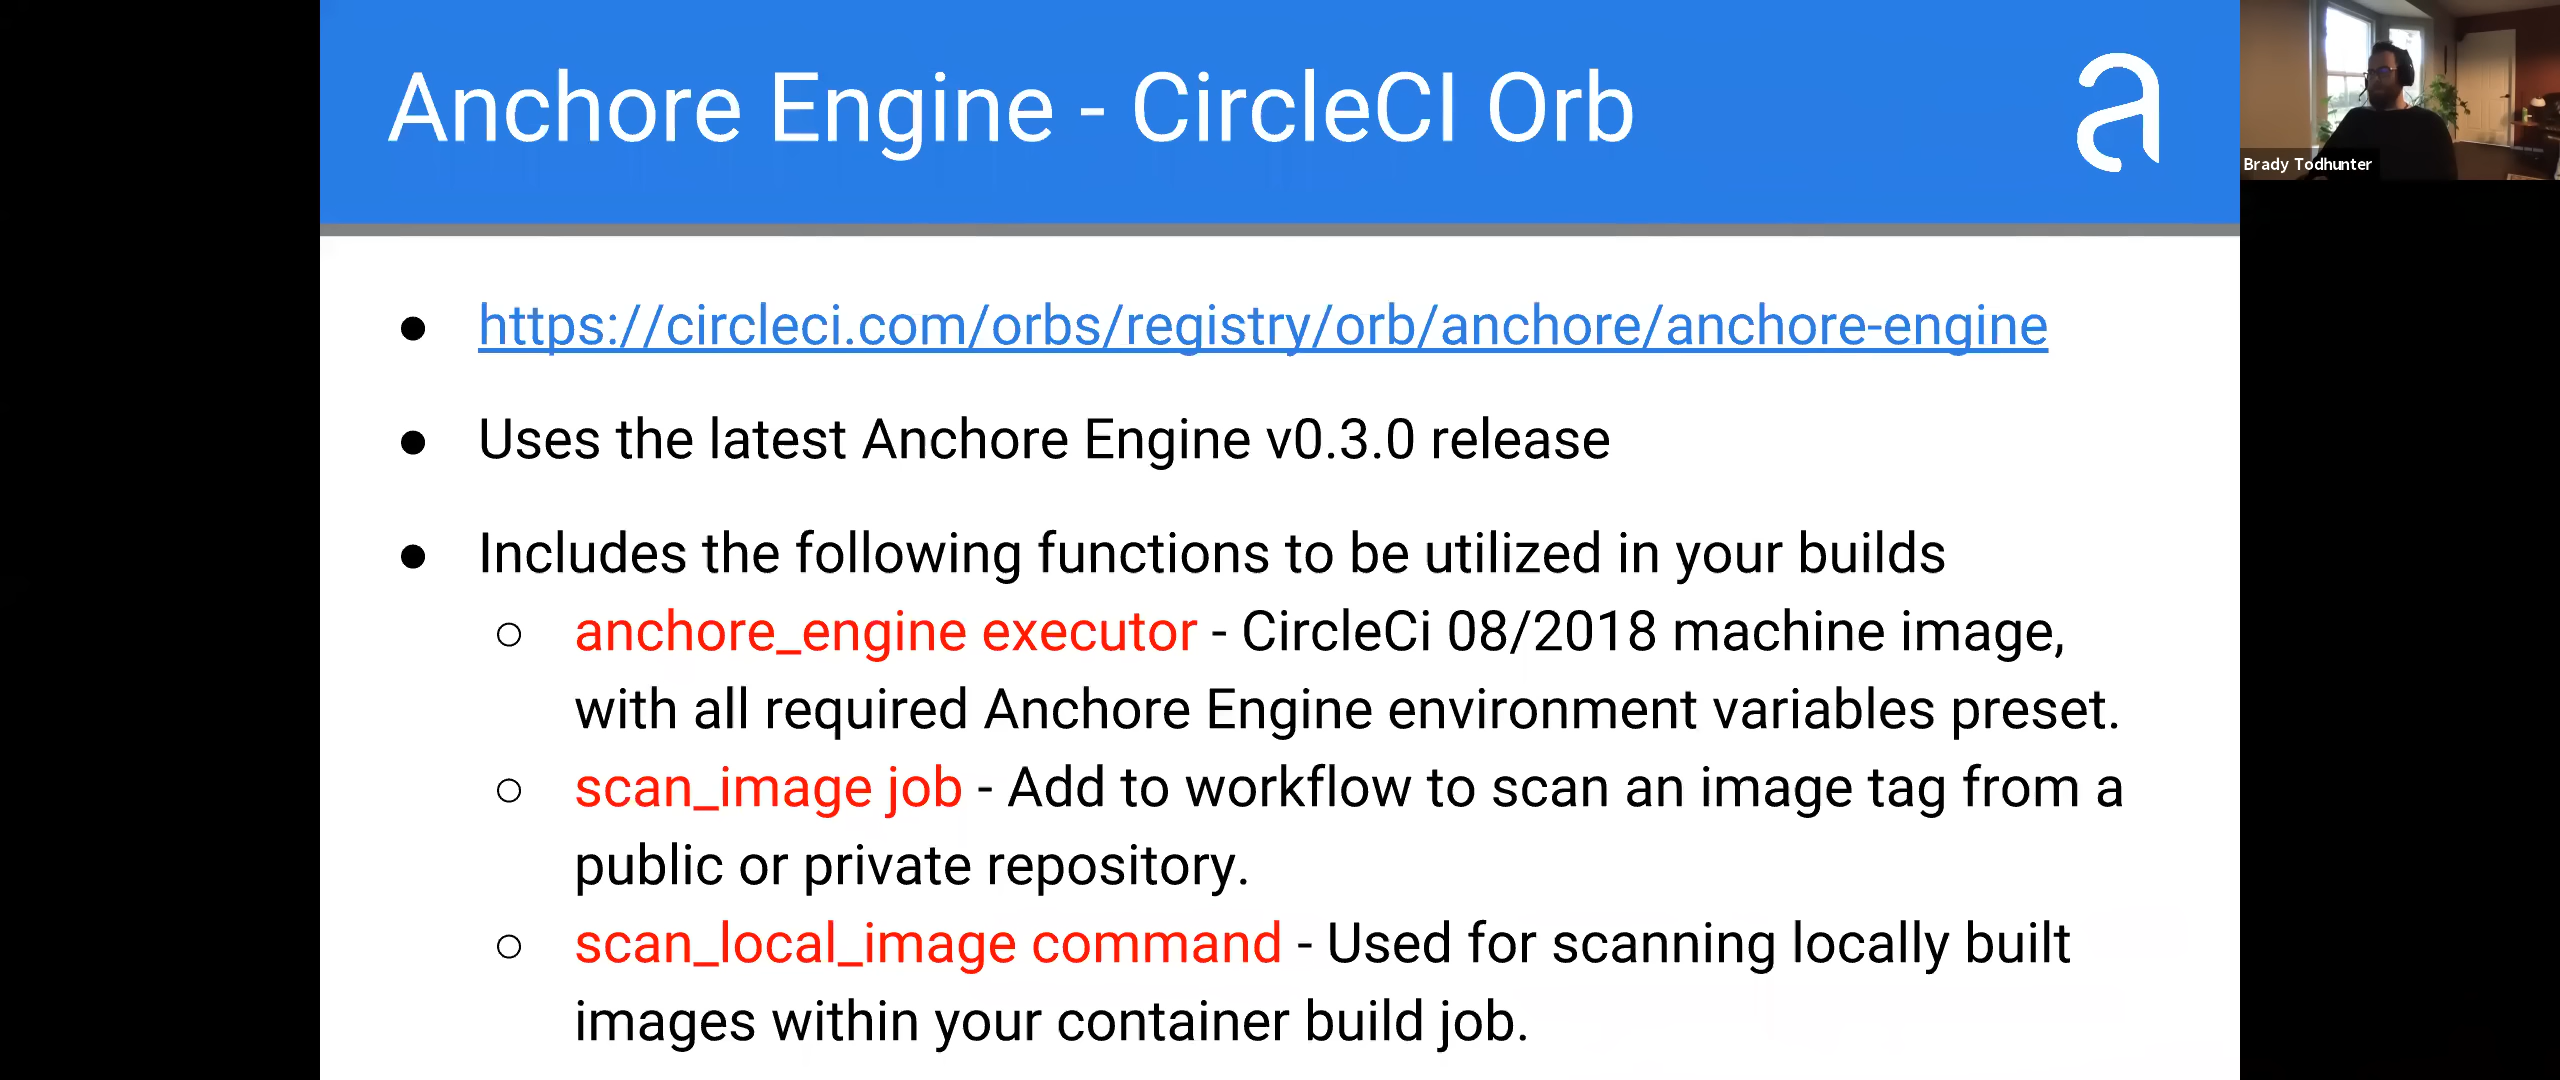 Anchore Engine - CircleCI Orb
Brady Todhunter
● https://circleci.com/orbs/registry/orb/anchore/anchore-engine
● Uses the latest Anchore Engine v0.3.0 release
● Includes the following functions to be utilized in your builds
○ anchore_engine executor - CircleCi 08/2018 machine image,
with all required Anchore Engine environment variables preset.
○ scan_image job - Add to workflow to scan an image tag from a
public or private repository.
○ scan_local_image command - Used for scanning locally built
images within your container build job.